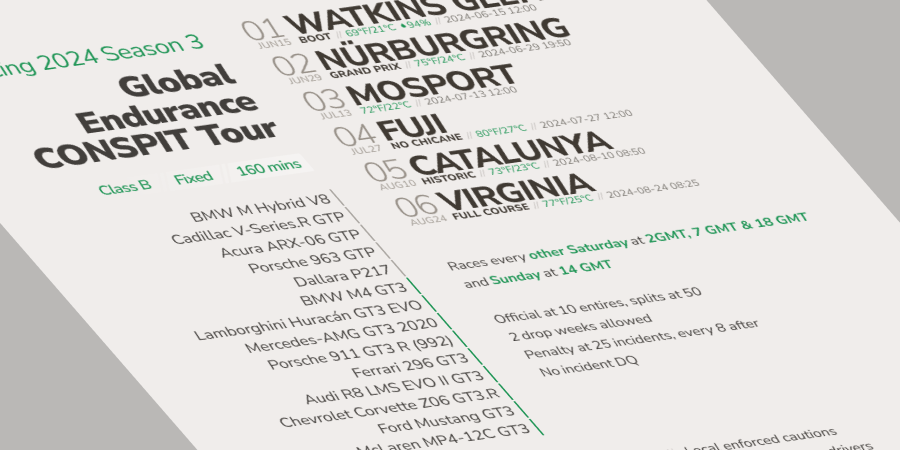 2024 Season 3
Global
Endurance
CONSPIT Tour
Class B Fixed 160 mins
BMW M Hybrid V8
Cadillac V-Series.R GTP
Acura ARX-06 GTP
Porsche 963 GTP
Dallara P217
BMW M4 GT3
Lamborghini Huracán GT3 EVO
Mercedes-AMG GT3 2020
Porsche 911 GT3 R (992)
Ferrari 296 GT3
Audi R8 LMS EVO II GT3
Chevrolet Corvette Z06 GT3.R
Ford Mustang GT3
McLaren MP4-12C GT3
01 WATKINS
JUN15 BOOT // 69°F/21°C 94% // 2024-06-15 12:00
02 NÜRBURGRING
JUN29 GRAND PRIX // 75°F/24°C // 2024-06-29 19:50
03 MOSPORT
JUL13 72°F/22°C // 2024-07-13 12:00
04 FUJI
JUL27 NO CHICANE // 80°F/27°C // 2024-07-27 12:00
05 CATALUNYA
AUG10 HISTORIC // 73°F/23°C // 2024-08-10 08:50
06 VIRGINIA
AUG24 FULL COURSE // 77°F/25°C // 2024-08-24 08:25
Races every other Saturday at 2GMT, 7 GMT & 18 GMT
and Sunday at 14 GMT
Official at 10 entires, splits at 50
2 drop weeks allowed
Penalty at 25 incidents, every 8 after
No incident DQ
Local enforced cautions
drivers